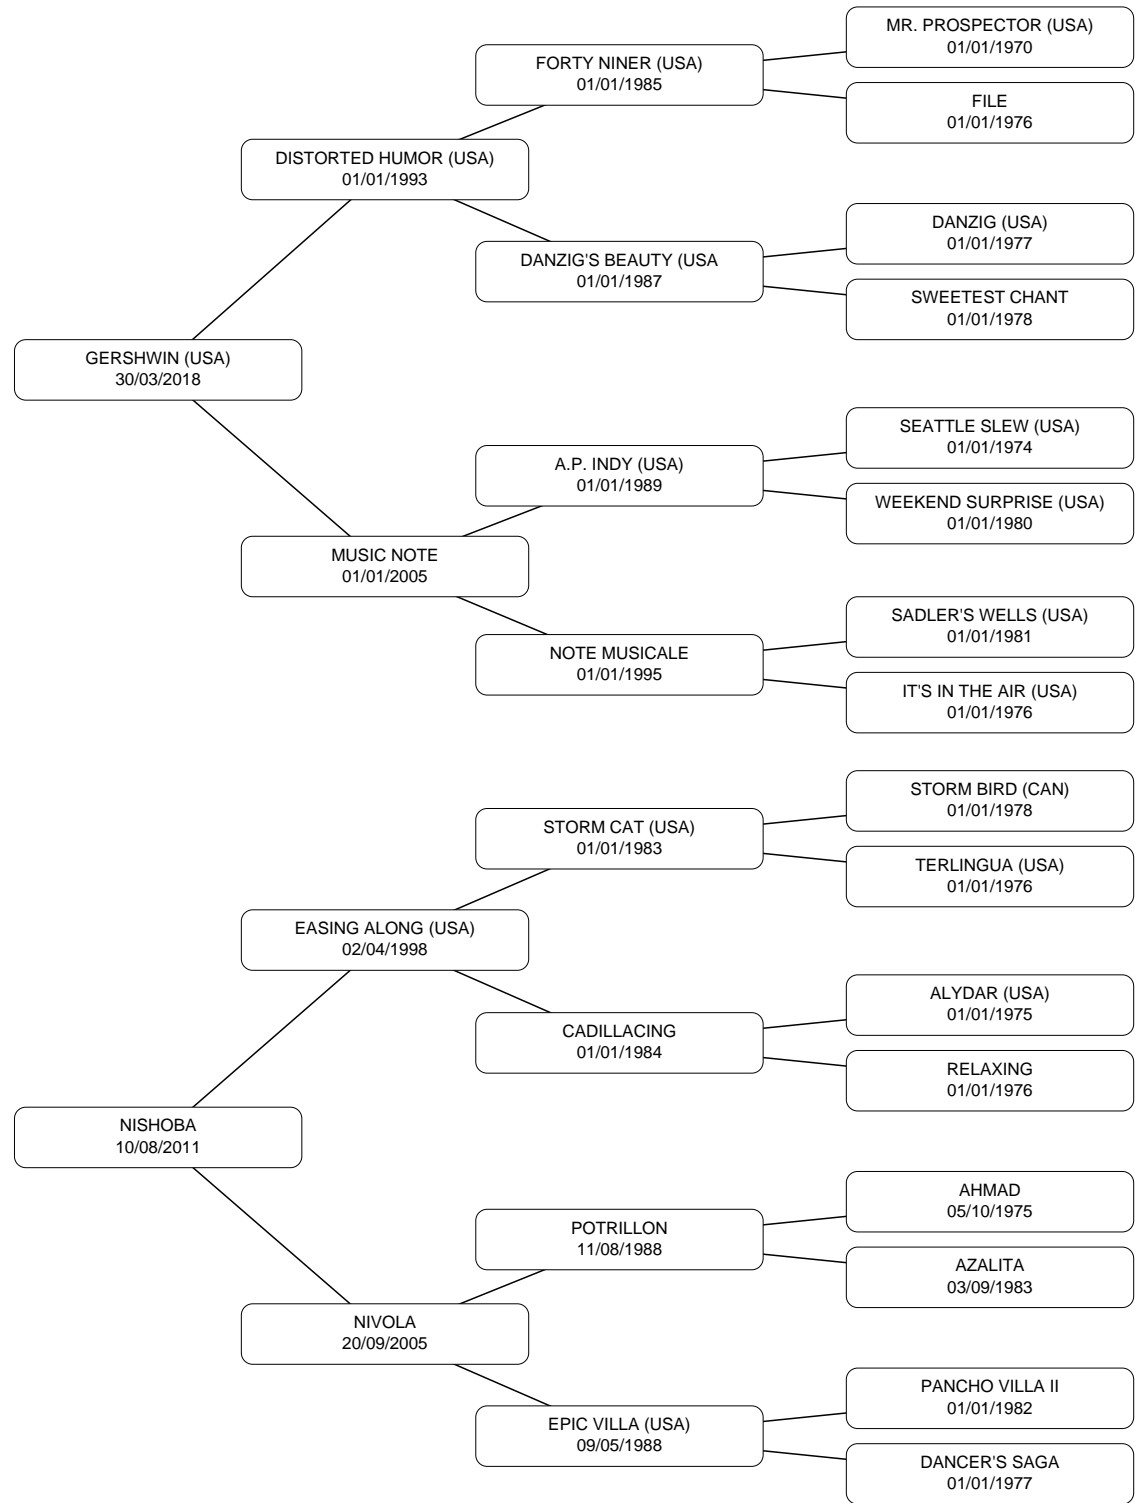 MR. PROSPECTOR (USA)
01/01/1970
FORTY NINER (USA)
01/01/1985
FILE
01/01/1976
DISTORTED HUMOR (USA)
01/01/1993
DANZIG (USA)
01/01/1977
DANZIG'S BEAUTY (USA
01/01/1987
SWEETEST CHANT
01/01/1978
GERSHWIN (USA)
30/03/2018
SEATTLE SLEW (USA)
01/01/1974
A.P. INDY (USA)
01/01/1989
WEEKEND SURPRISE (USA)
01/01/1980
MUSIC NOTE
01/01/2005
SADLER'S WELLS (USA)
01/01/1981
NOTE MUSICALE
01/01/1995
IT'S IN THE AIR (USA)
01/01/1976
STORM BIRD (CAN)
01/01/1978
STORM CAT (USA)
01/01/1983
TERLINGUA (USA)
01/01/1976
EASING ALONG (USA)
02/04/1998
ALYDAR (USA)
01/01/1975
CADILLACING
01/01/1984
RELAXING
01/01/1976
NISHOBA
10/08/2011
AHMAD
05/10/1975
POTRILLON
11/08/1988
AZALITA
03/09/1983
NIVOLA
20/09/2005
PANCHO VILLA II
01/01/1982
EPIC VILLA (USA)
09/05/1988
DANCER'S SAGA
01/01/1977